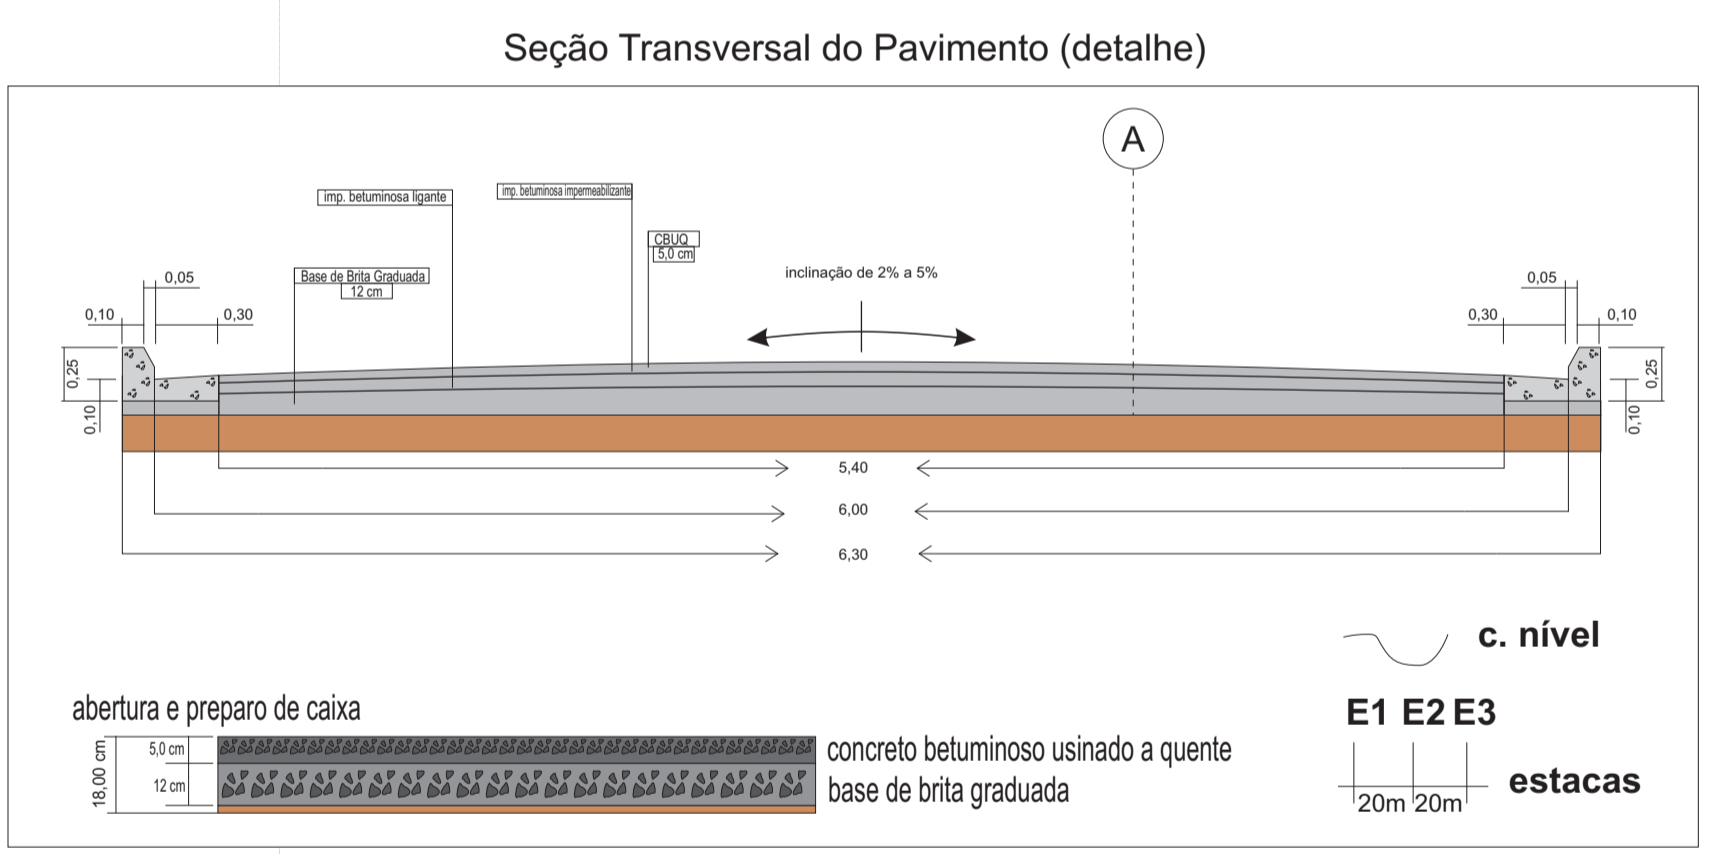 Seção Transversal do Pavimento (detalhe)
A
imp. betuminosa ligante
imp. betuminosa impermeabilizante
CBUQ
5,0 cm
Base de Brita Graduada
12 cm
inclinação de 2% a 5%
0,05
0,10
0,30
0,25
0,10
0,05
0,30
0,10
0,25
0,10
5,40
6,00
6,30
c. nível
abertura e preparo de caixa
18,00 cm
5,0 cm
12 cm
concreto betuminoso usinado a quente
base de brita graduada
E1 E2 E3
estacas
20m 20m